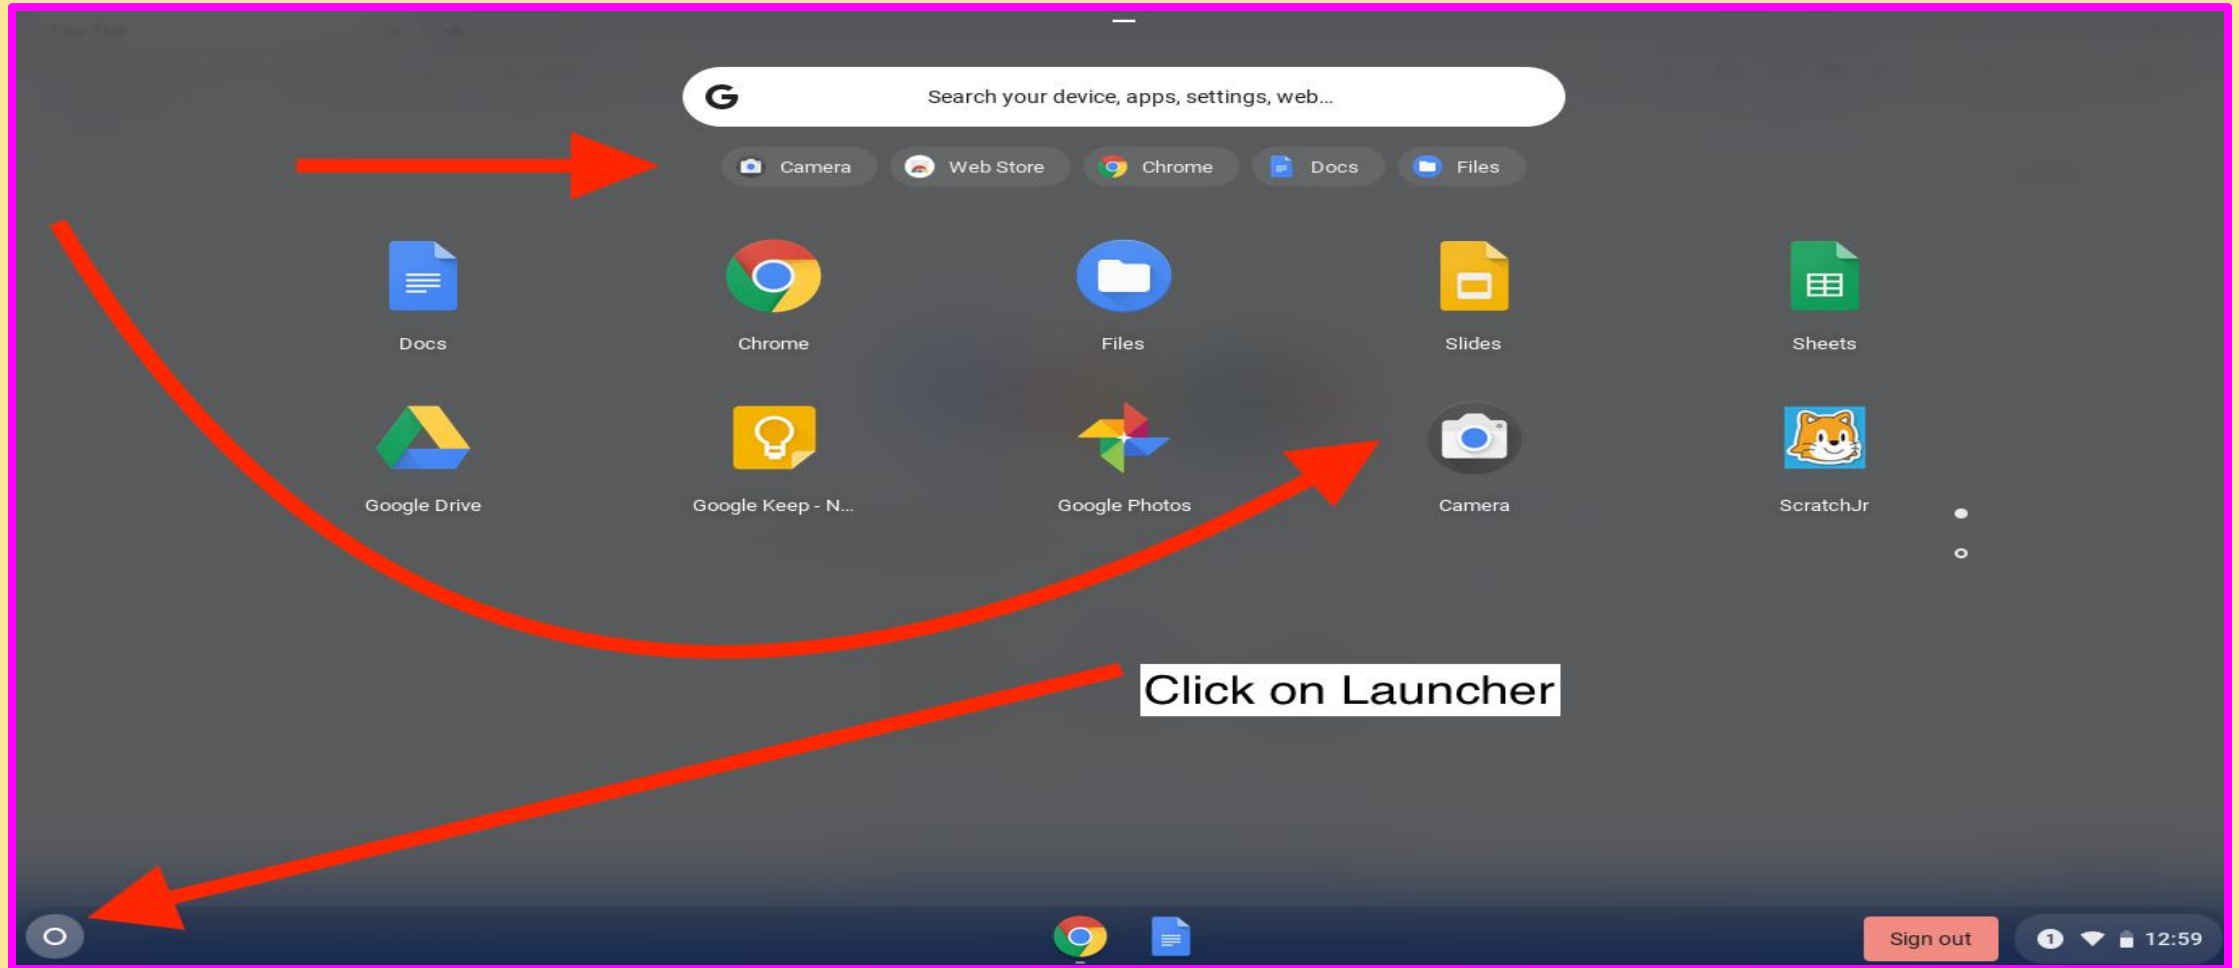 Search your device, apps, settings, web...
Camera Web Store Chrome Docs Files
Docs Chrome Files Slides Sheets
Google Drive Google Keep - N... Google Photos Camera ScratchJr
Click on Launcher
Sign out 1 12:59